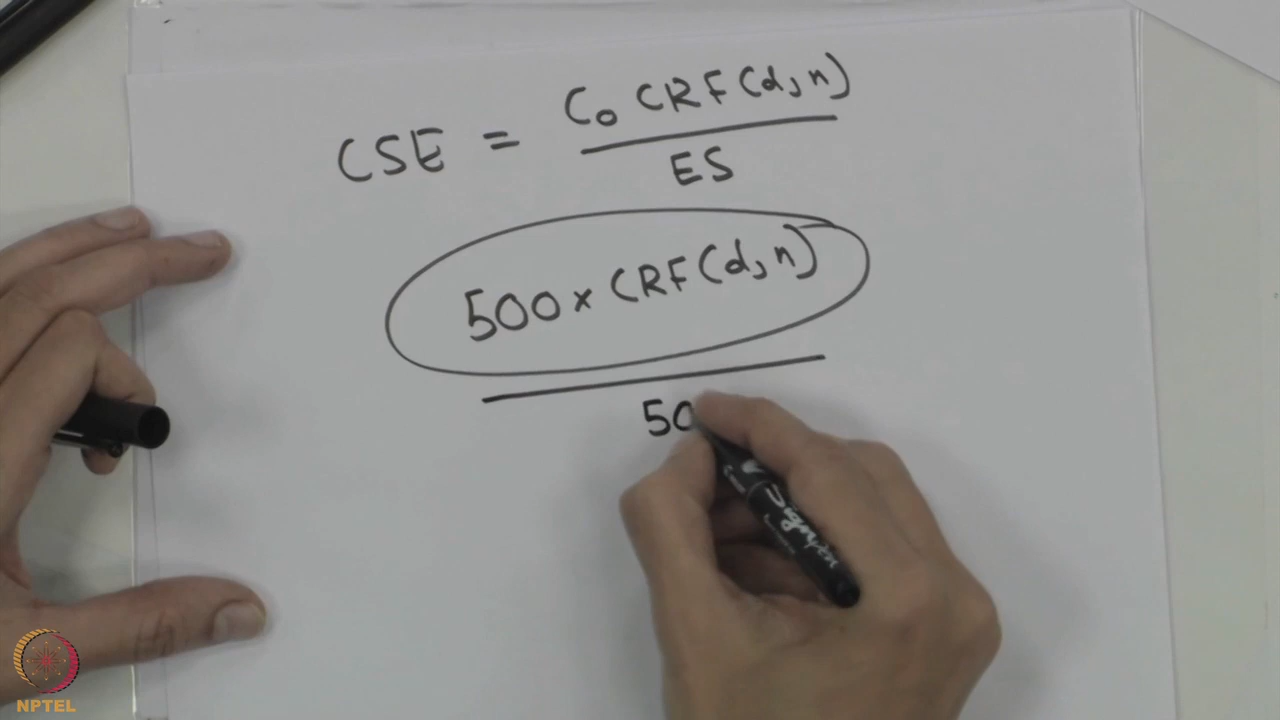 CSE = C₀ CRF(d,n)
ES
500 × CRF(d,n)
50
NPTEL